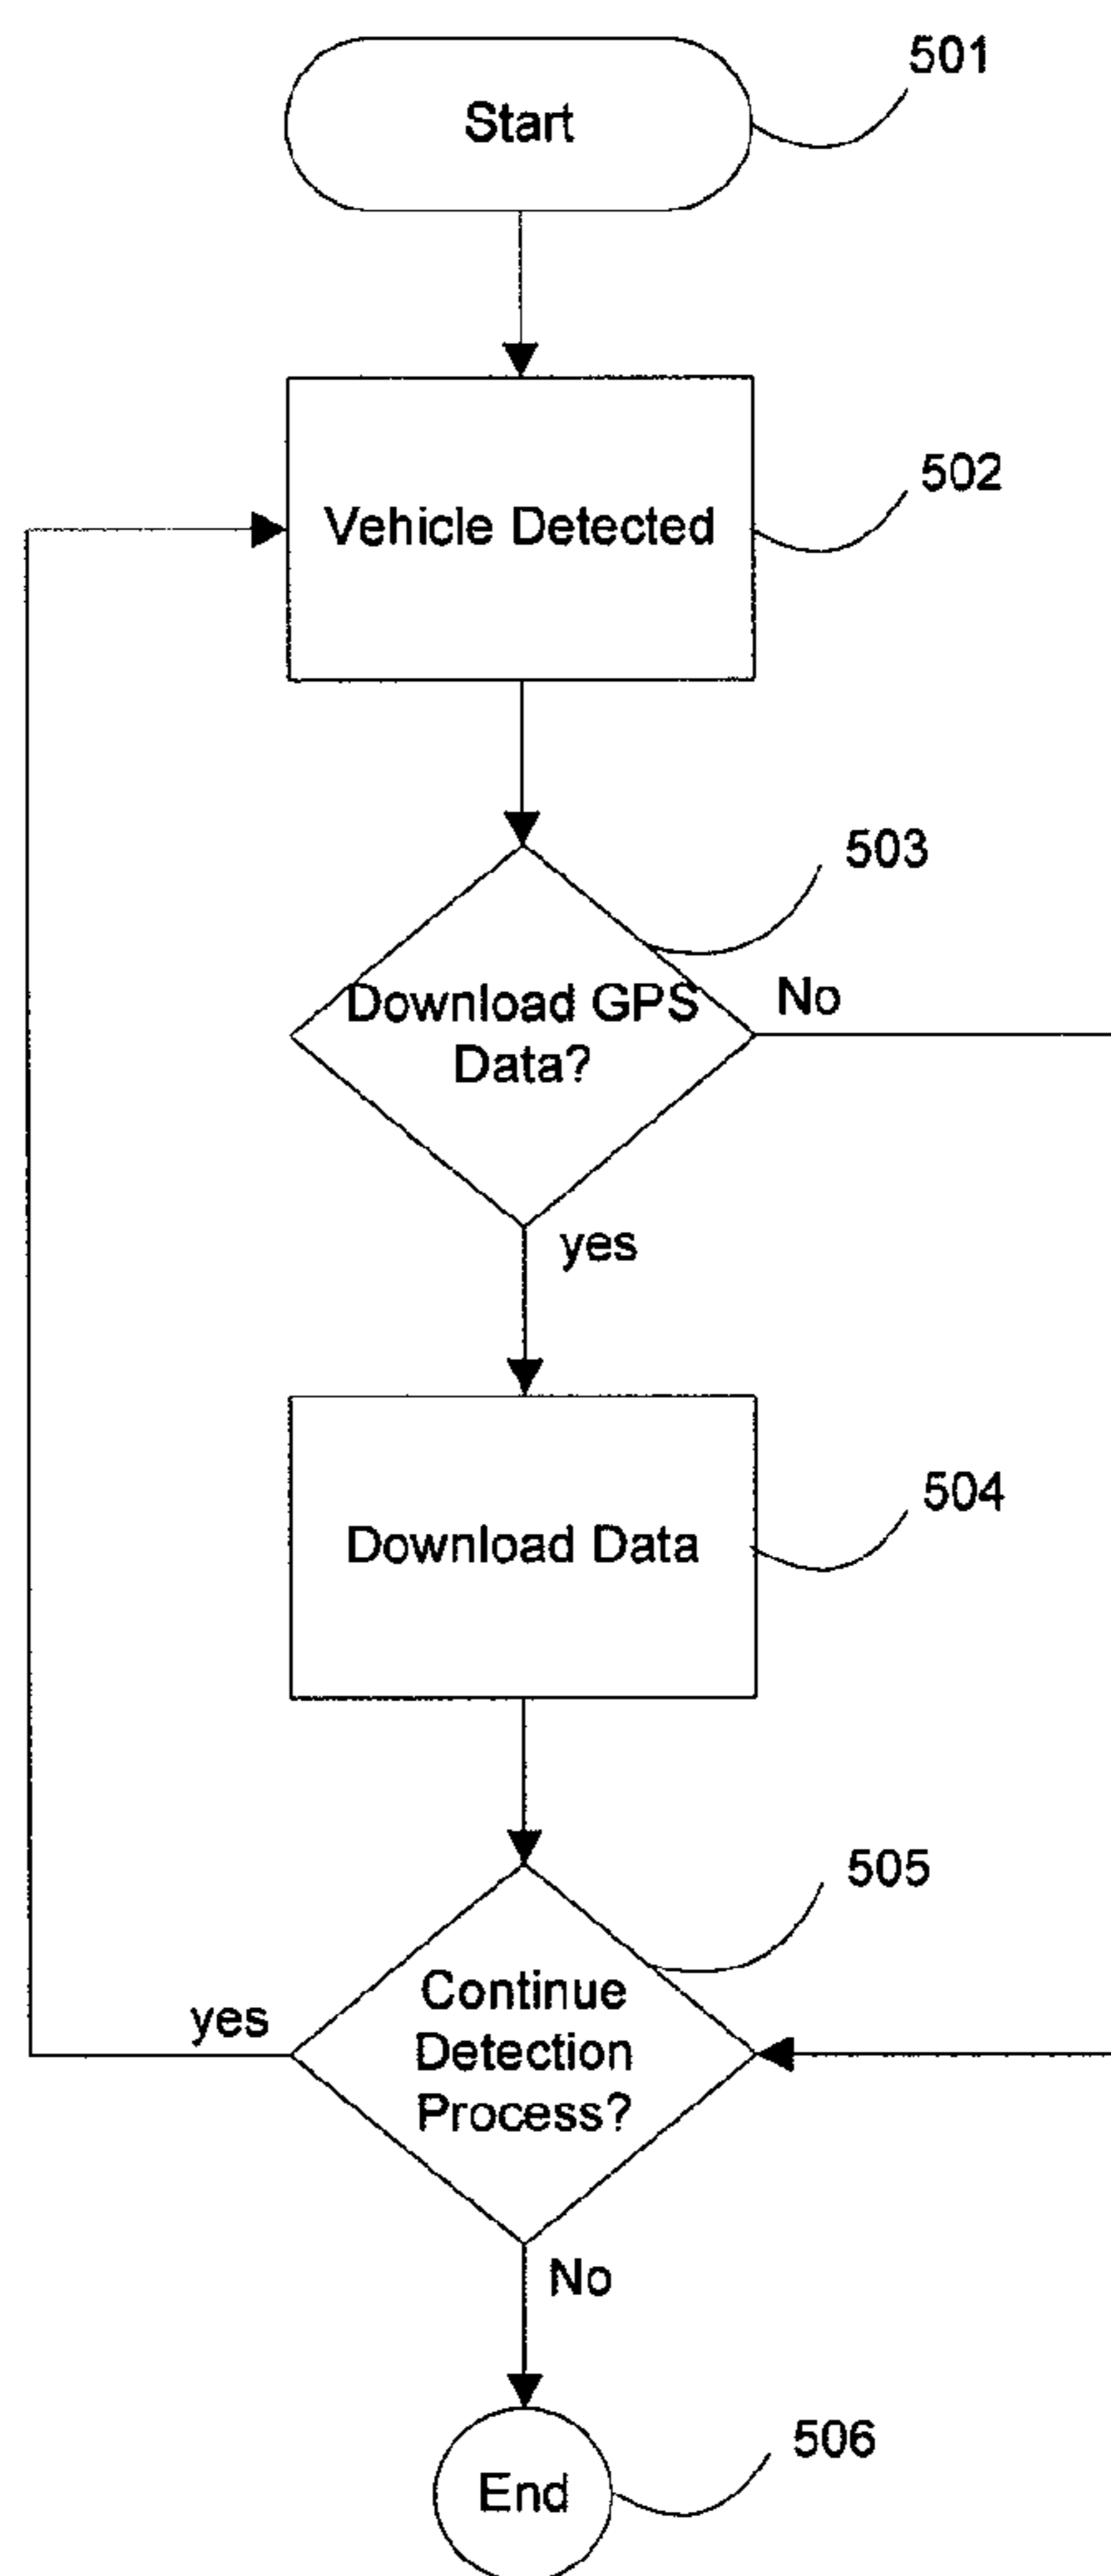 501
Start
502
Vehicle Detected
503
Download GPS
Data?
No
yes
504
Download Data
505
Continue
Detection
Process?
yes
No
506
End